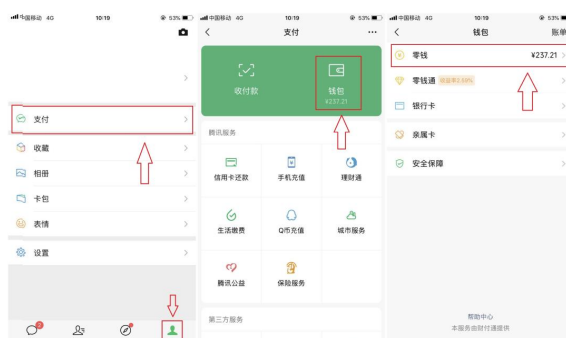 中国移动 4G 10:19 53%
支付
收藏
相册
卡包
表情
设置
中国移动 4G 10:19 53%
支付
收付款
钱包
¥237.21
腾讯服务
信用卡还款
手机充值
理财通
生活缴费
Q币充值
城市服务
腾讯公益
保险服务
第三方服务
中国移动 4G 10:19 53%
钱包
账单
零钱 ¥237.21
零钱通
银行卡
亲属卡
安全保障
帮助中心
本服务由财付通提供